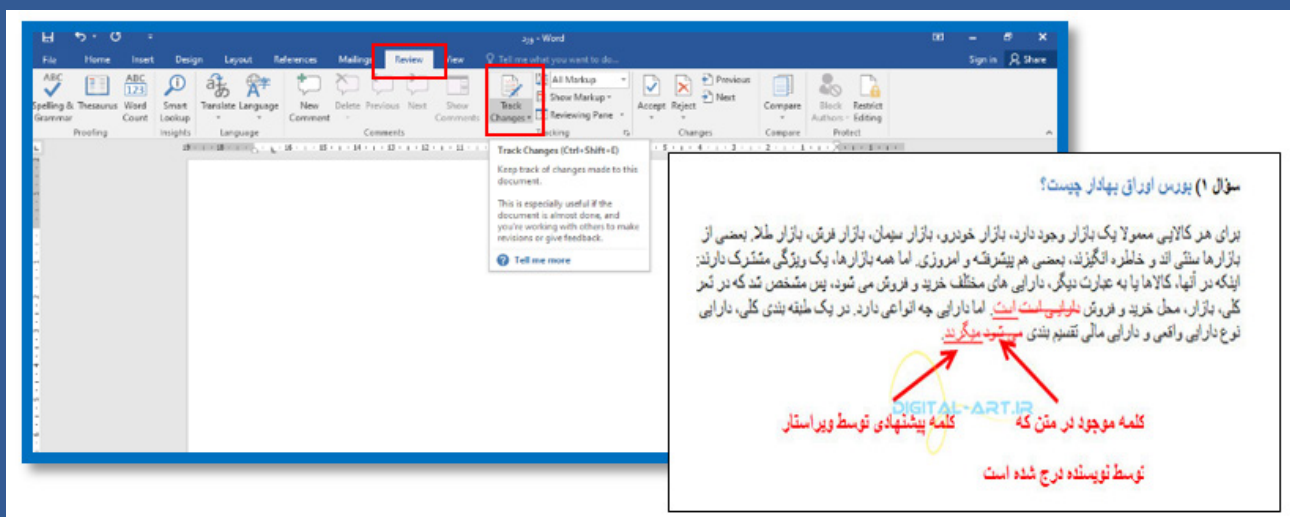 ورد - Word
File Home Insert Design Layout References Mailings Review View Tell me what you want to do... Sign in Share
ABC Spelling & Grammar Thesaurus ABC 123 Word Count Smart Lookup Translate Language New Comment Delete Previous Next Show Comments Track Changes All Markup Show Markup Reviewing Pane Accept Reject Previous Next Compare Block Authors Restrict Editing
Proofing Insights Language Comments Tracking Changes Compare Protect
Track Changes (Ctrl+Shift+E)
Keep track of changes made to this
document.
This is especially useful if the
document is almost done, and
you're working with others to make
revisions or give feedback.
Tell me more
سؤال ۱) بورس اوراق بهادار چیست؟
برای هر کالایی معمولا یک بازار وجود دارد، بازار خودرو، بازار سیمان، بازار فرش، بازار طلا. بعضی از
بازارها سنتی اند و خاطره انگیزند، بعضی هم پیشرفته و امروزی. اما همه بازارها، یک ویژگی مشترک دارند:
اینکه در آنها، کالاها یا به عبارت دیگر، دارایی های مختلف خرید و فروش می شود، پس مشخص شد که در
کلی، بازار، محل خرید و فروش دارایی است است. اما دارایی چه انواعی دارد. در یک طبقه بندی کلی، دارایی
نوع دارایی واقعی و دارایی مالی تقسیم بندی می شود میگردند.
DIGITAL-ART.IR
کلمه موجود در متن که
توسط نویسنده درج شده است
کلمه پیشنهادی توسط ویراستار